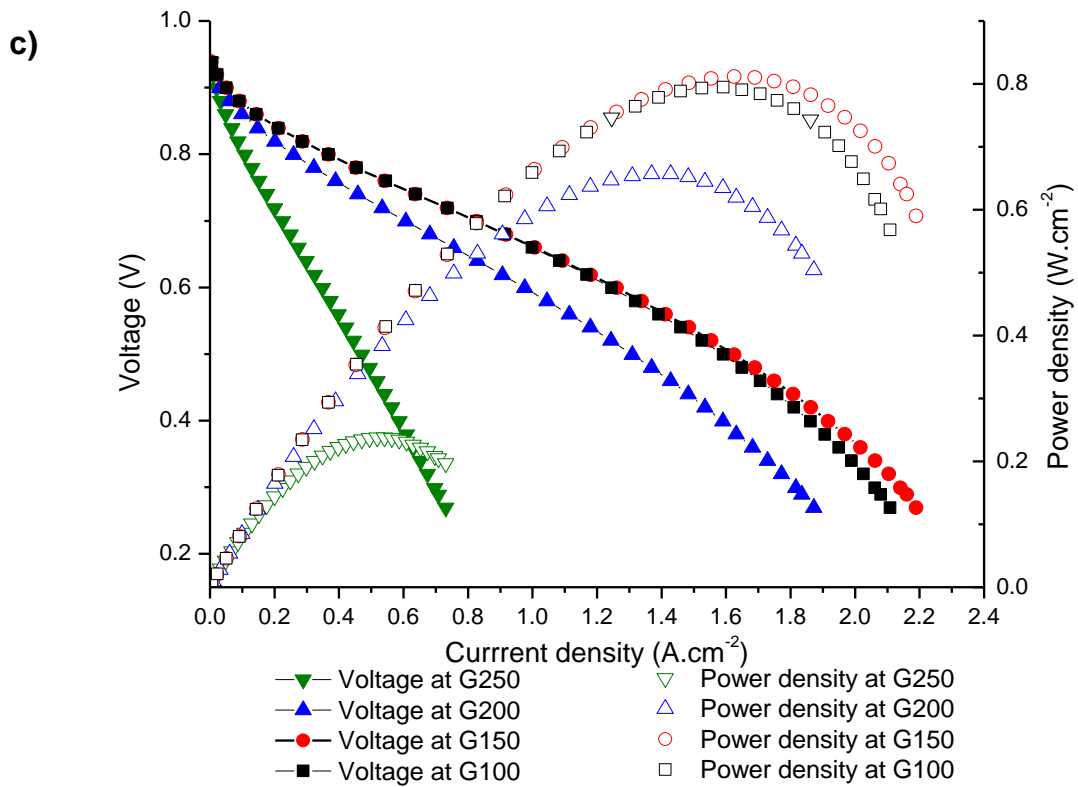 c)
1.0
0.8
0.6
0.4
0.2
Voltage (V)
0.8
0.6
0.4
0.2
0.0
Power density (W.cm-2)
0.0 0.2 0.4 0.6 0.8 1.0 1.2 1.4 1.6 1.8 2.0 2.2 2.4
Currrent density (A.cm-2)
Voltage at G250
Voltage at G200
Voltage at G150
Voltage at G100
Power density at G250
Power density at G200
Power density at G150
Power density at G100